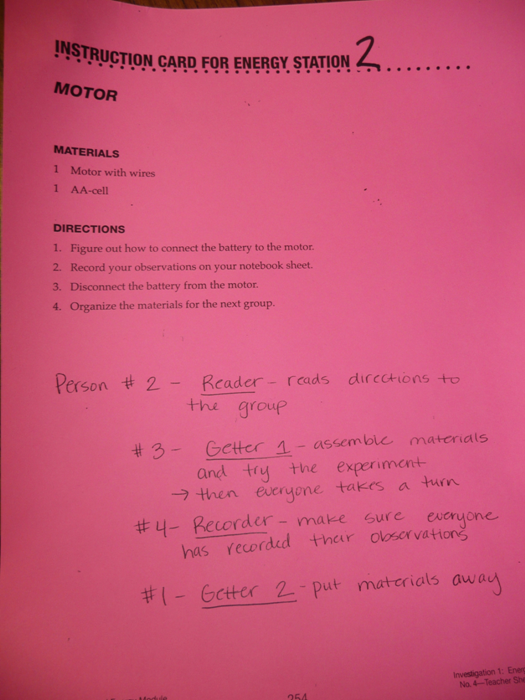 INSTRUCTION CARD FOR ENERGY STATION 2
MOTOR
MATERIALS
1 Motor with wires
1 AA-cell
DIRECTIONS
1. Figure out how to connect the battery to the motor.
2. Record your observations on your notebook sheet.
3. Disconnect the battery from the motor.
4. Organize the materials for the next group.
Person # 2 - Reader - reads directions to
the group
# 3 - Getter 1 - assemble materials
and try the experiment
→ then everyone takes a turn
# 4 - Recorder - make sure everyone
has recorded their observations
# 1 - Getter 2 - put materials away
Investigation 1:
No. 4—Teacher
Module
254